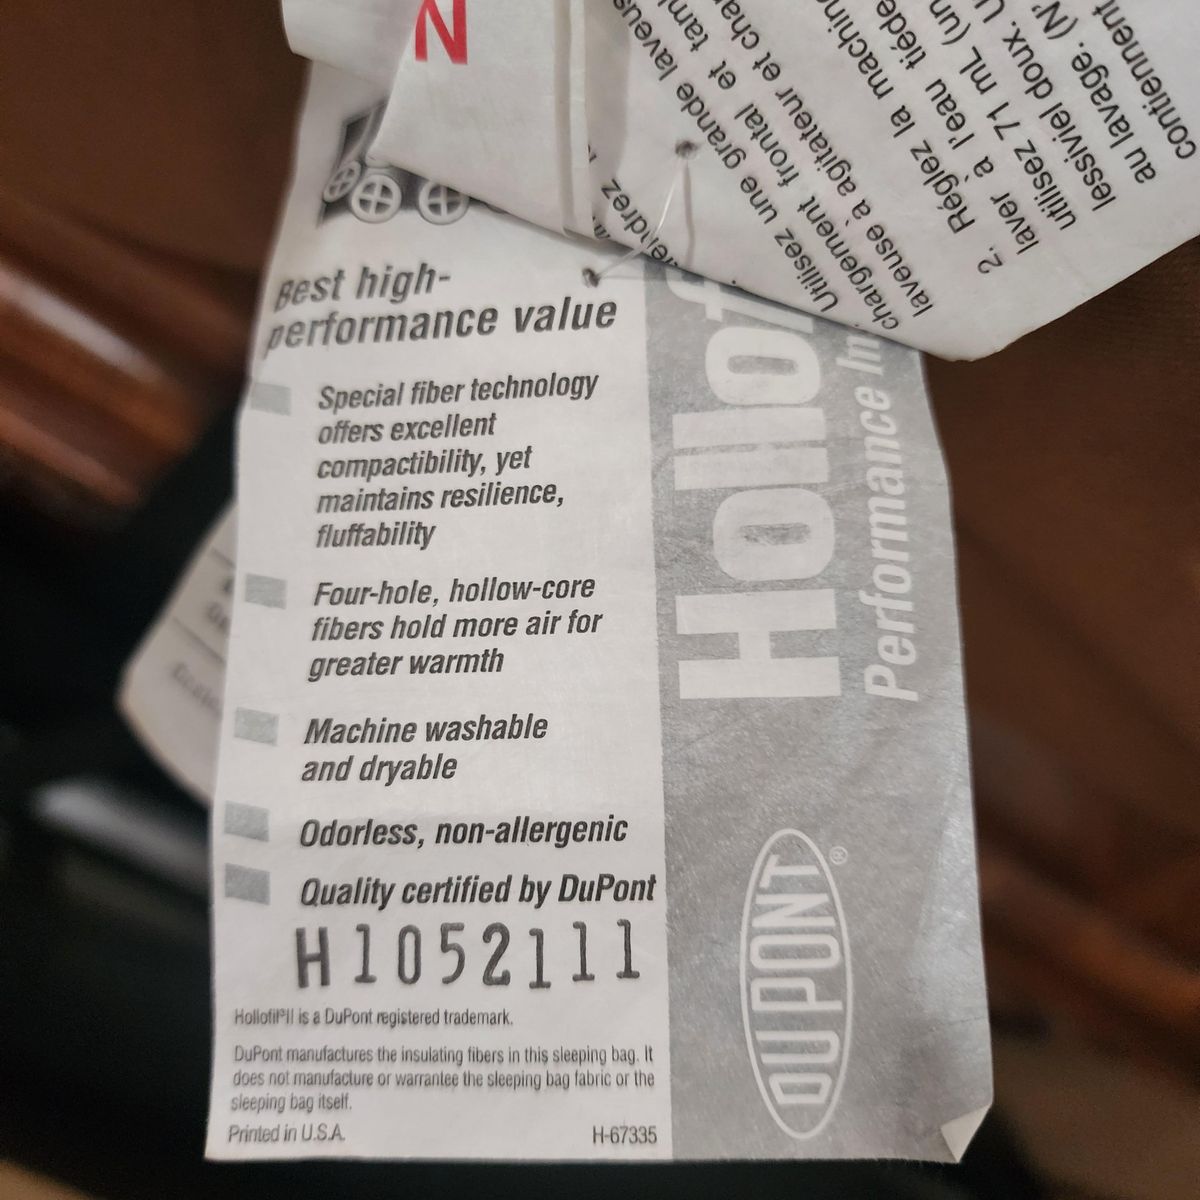 N
Utilisez une grande
chargement frontal et
laveuse à agitateur et
2. Réglez la
laver à l'eau tiède
utilisez 71 mL
lessiviel doux.
au lavage.
contiennent
Best high-
performance value
Special fiber technology
offers excellent
compactibility, yet
maintains resilience,
fluffability
Four-hole, hollow-core
fibers hold more air for
greater warmth
Machine washable
and dryable
Odorless, non-allergenic
Quality certified by DuPont
H1052111
Hollofil®II is a DuPont registered trademark.
DuPont manufactures the insulating fibers in this sleeping bag. It
does not manufacture or warrantee the sleeping bag fabric or the
sleeping bag itself.
Printed in U.S.A. H-67335
Hollof
Performance In
DUPONT®